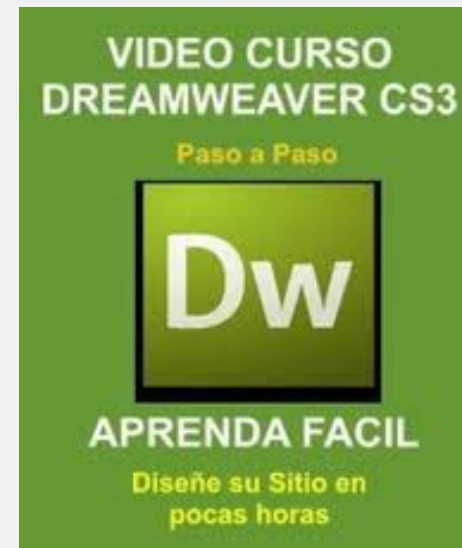 VIDEO CURSO
DREAMWEAVER CS3
Paso a Paso
Dw
APRENDA FACIL
Diseñe su Sitio en
pocas horas